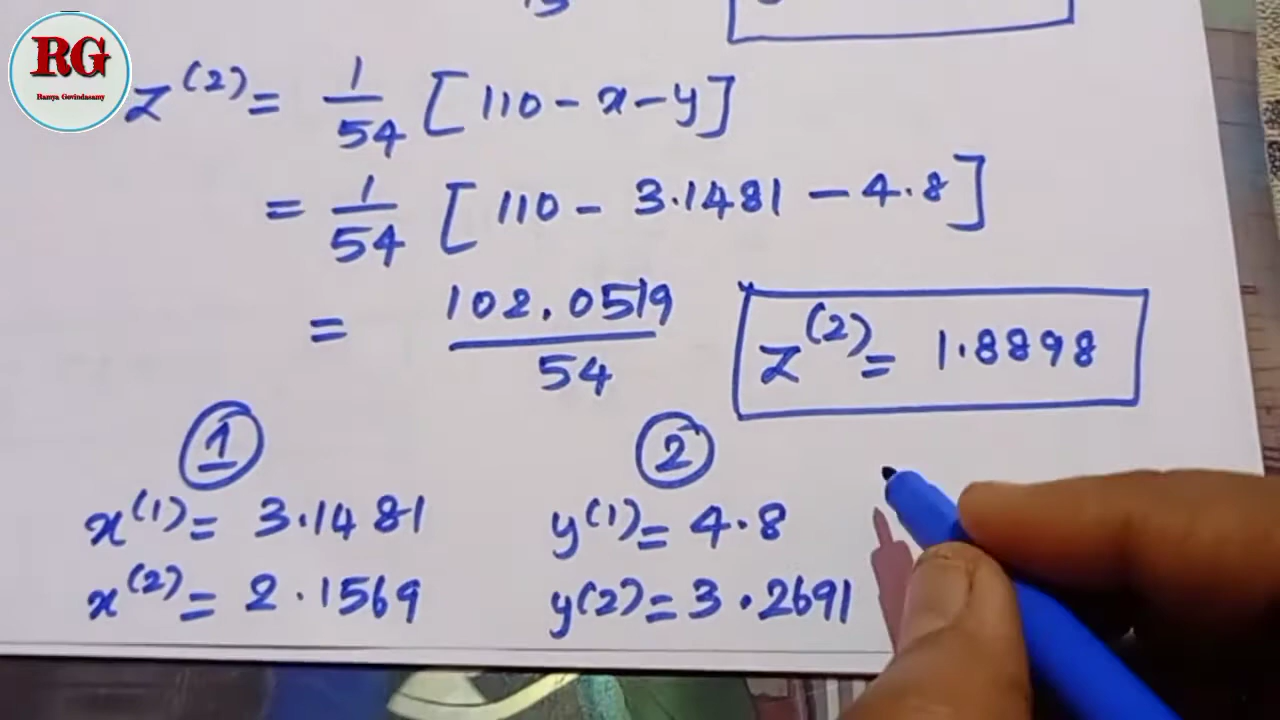 RG
Ramya Govindasamy
z⁽²⁾ = 1/54 [110 - x - y]
= 1/54 [110 - 3.1481 - 4.8]
= 102.0519/54
z⁽²⁾ = 1.8898
① ②
x⁽¹⁾ = 3.1481 y⁽¹⁾ = 4.8
x⁽²⁾ = 2.1569 y(2) = 3.2691